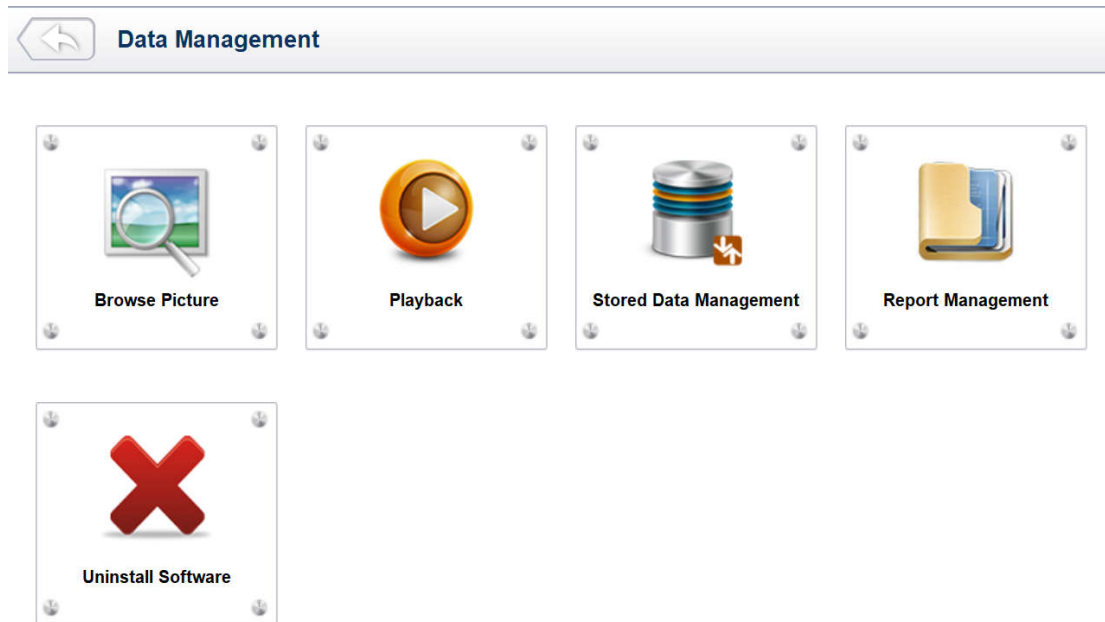 Data Management
Browse Picture
Playback
Stored Data Management
Report Management
Uninstall Software